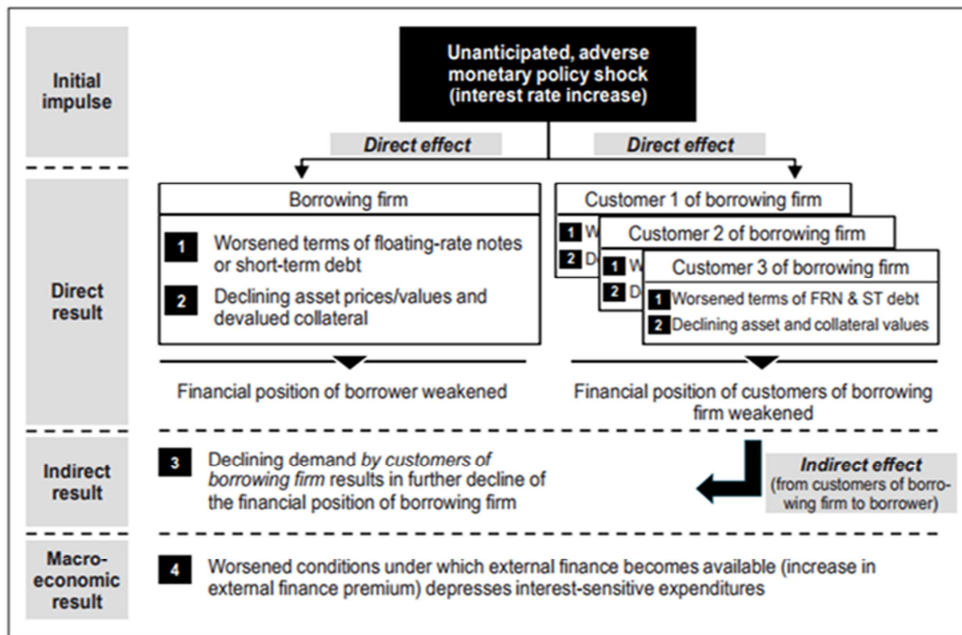 Initial
impulse
Unanticipated, adverse
monetary policy shock
(interest rate increase)
Direct effect
Direct effect
Direct
result
Borrowing firm
1 Worsened terms of floating-rate notes
or short-term debt
2 Declining asset prices/values and
devalued collateral
Customer 1 of borrowing firm
1 W
2 D
Customer 2 of borrowing firm
1 W
2 D
Customer 3 of borrowing firm
1 Worsened terms of FRN & ST debt
2 Declining asset and collateral values
Financial position of borrower weakened
Financial position of customers of borrowing
firm weakened
Indirect
result
3 Declining demand by customers of
borrowing firm results in further decline of
the financial position of borrowing firm
Indirect effect
(from customers of borro-
wing firm to borrower)
Macro-
economic
result
4 Worsened conditions under which external finance becomes available (increase in
external finance premium) depresses interest-sensitive expenditures